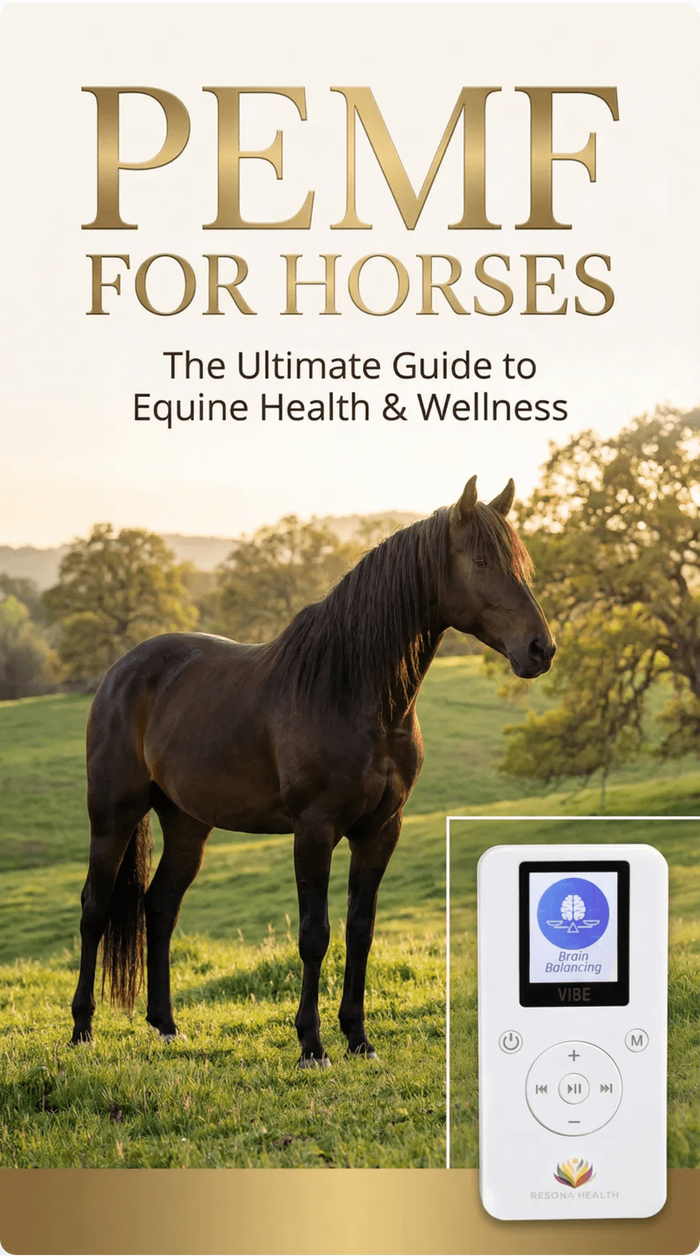 PEMF
FOR HORSES
The Ultimate Guide to
Equine Health & Wellness
Brain
Balancing
VIBE
M
RESONA HEALTH